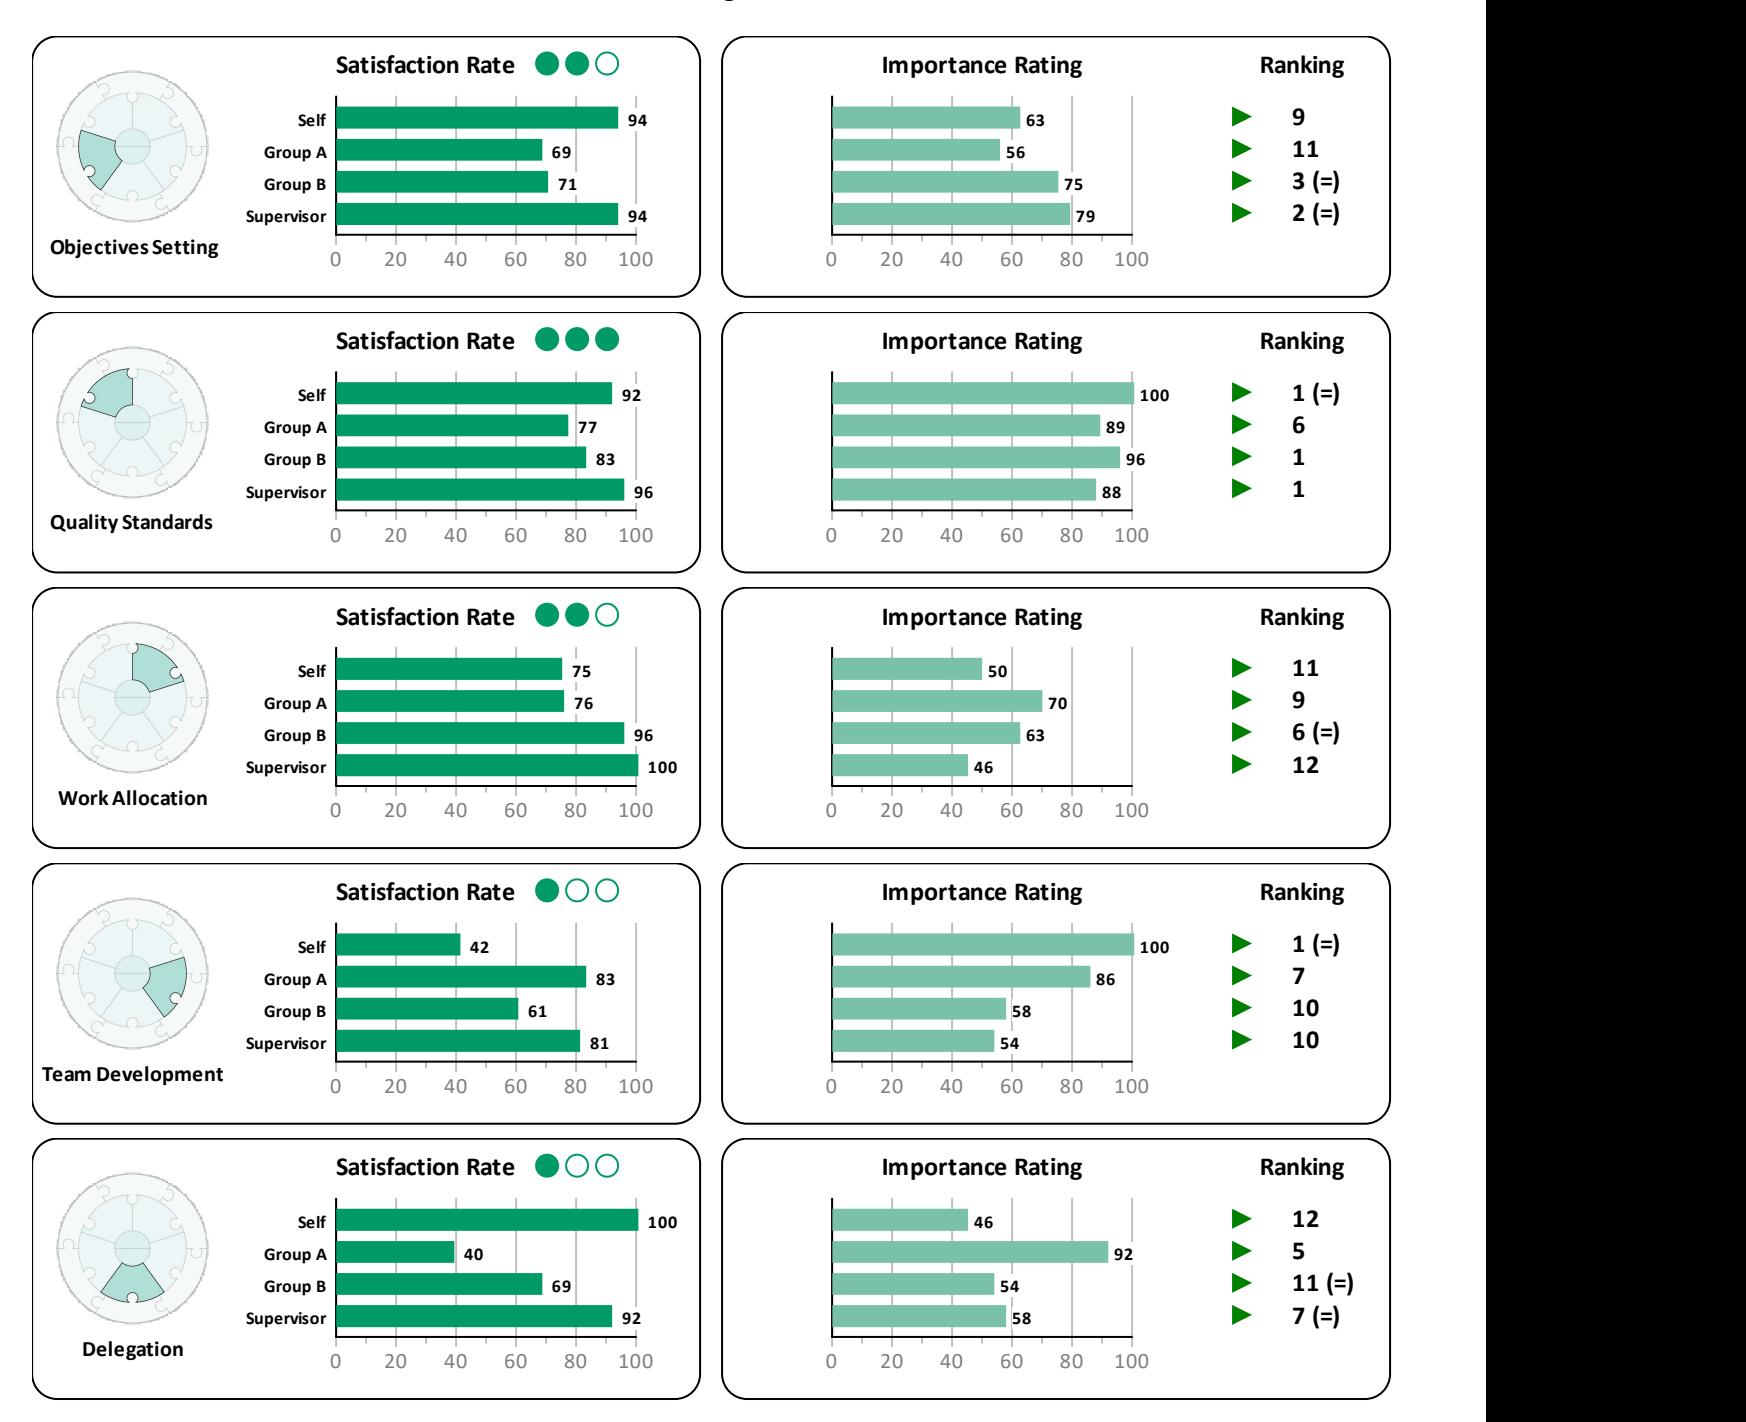 Satisfaction Rate
Self 94
Group A 69
Group B 71
Supervisor 94
0 20 40 60 80 100
Objectives Setting
Importance Rating Ranking
63 9
56 11
75 3 (=)
79 2 (=)
0 20 40 60 80 100
Satisfaction Rate
Self 92
Group A 77
Group B 83
Supervisor 96
0 20 40 60 80 100
Quality Standards
Importance Rating Ranking
100 1 (=)
89 6
96 1
88 1
0 20 40 60 80 100
Satisfaction Rate
Self 75
Group A 76
Group B 96
Supervisor 100
0 20 40 60 80 100
Work Allocation
Importance Rating Ranking
50 11
70 9
63 6 (=)
46 12
0 20 40 60 80 100
Satisfaction Rate
Self 42
Group A 83
Group B 61
Supervisor 81
0 20 40 60 80 100
Team Development
Importance Rating Ranking
100 1 (=)
86 7
58 10
54 10
0 20 40 60 80 100
Satisfaction Rate
Self 100
Group A 40
Group B 69
Supervisor 92
0 20 40 60 80 100
Delegation
Importance Rating Ranking
46 12
92 5
54 11 (=)
58 7 (=)
0 20 40 60 80 100